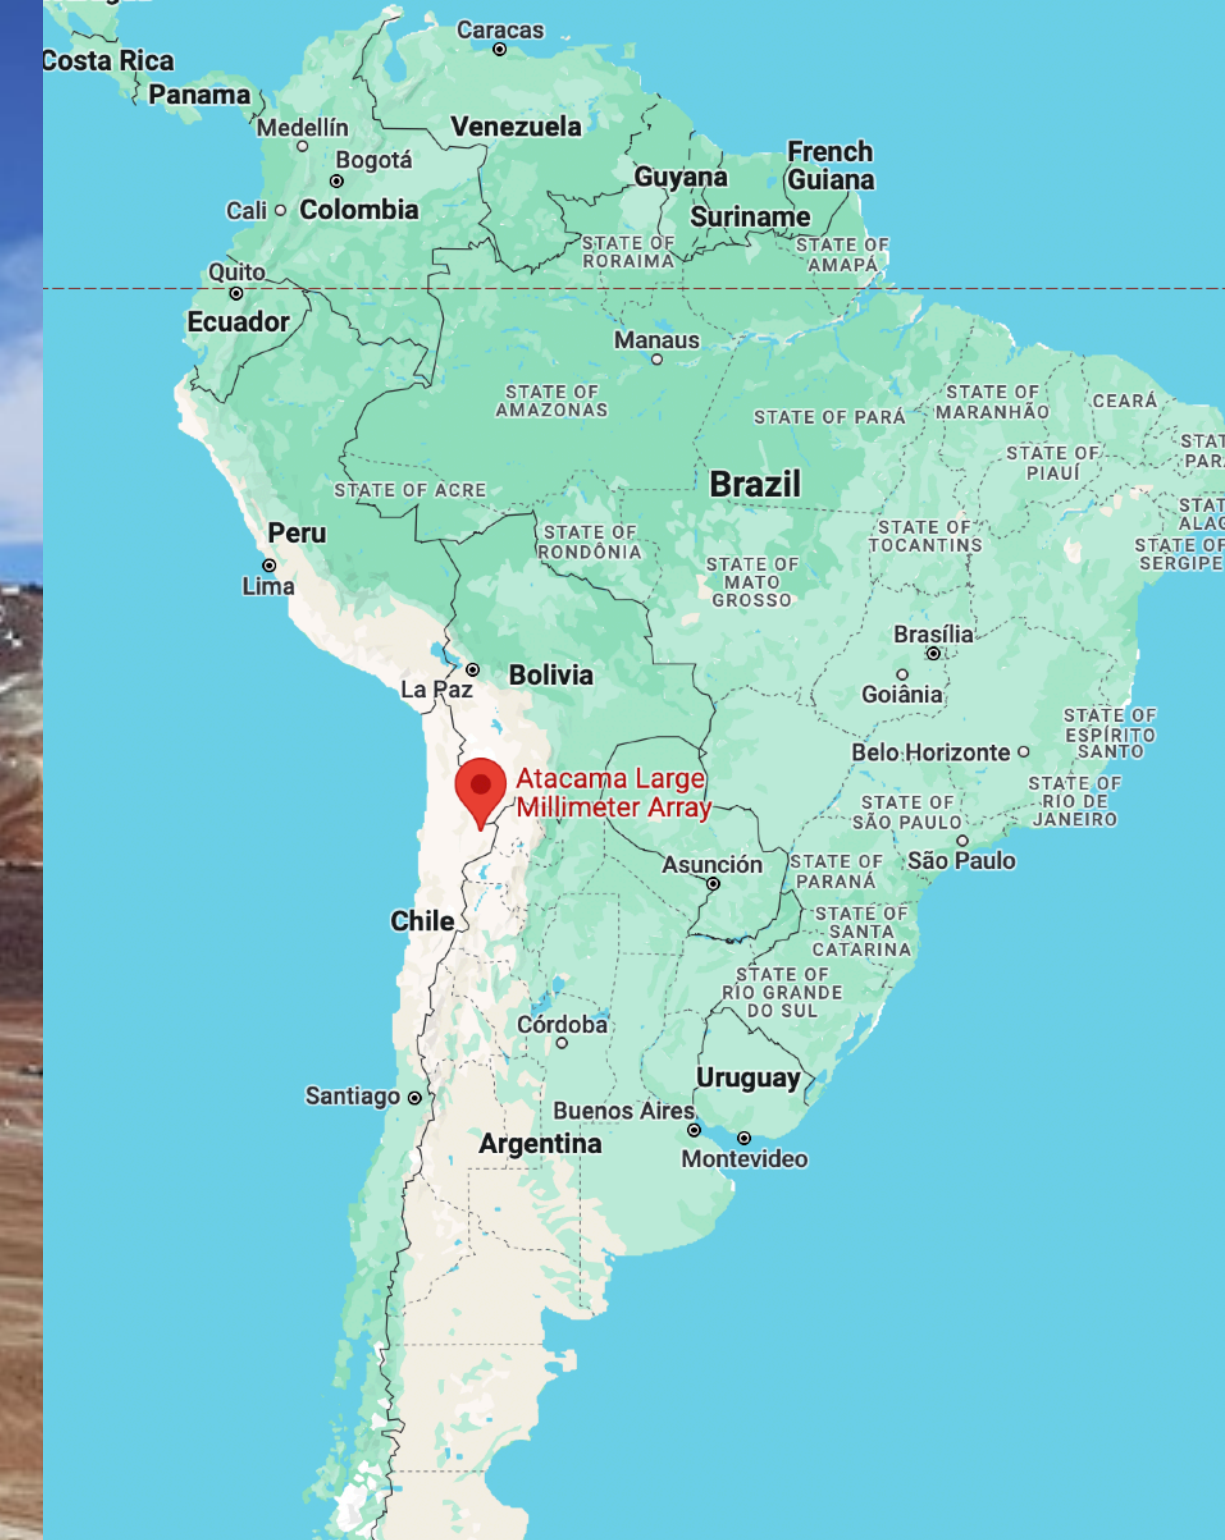 Caracas
Costa Rica
Panama
Medellín
Venezuela
Bogotá
French
Guiana
Guyana
Cali
Colombia
Suriname
STATE OF
RORAIMA
STATE OF
AMAPÁ
Quito
Ecuador
Manaus
STATE OF
AMAZONAS
STATE OF PARÁ
STATE OF
MARANHÃO
CEARÁ
STATE OF
PIAUÍ
STAT
PAR
STATE OF ACRE
Brazil
STAT
ALAG
Peru
STATE OF
RONDÔNIA
STATE OF
TOCANTINS
STATE OF
SERGIPE
Lima
STATE OF
MATO
GROSSO
Brasília
La Paz
Bolivia
Goiânia
STATE OF
ESPÍRITO
SANTO
Belo Horizonte
Atacama Large
Millimeter Array
STATE OF
RIO DE
JANEIRO
STATE OF
SÃO PAULO
São Paulo
Asunción
STATE OF
PARANÁ
Chile
STATE OF
SANTA
CATARINA
STATE OF
RIO GRANDE
DO SUL
Córdoba
Uruguay
Santiago
Buenos Aires
Argentina
Montevideo